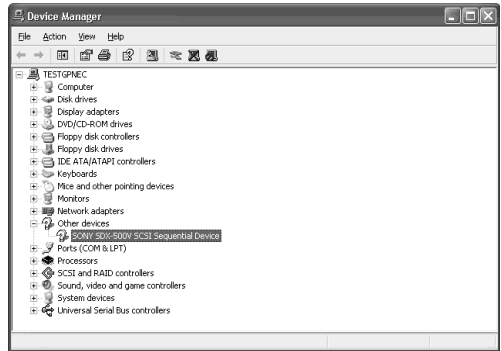 Device Manager
File Action View Help
TESTGPNEC
Computer
Disk drives
Display adapters
DVD/CD-ROM drives
Floppy disk controllers
Floppy disk drives
IDE ATA/ATAPI controllers
Keyboards
Mice and other pointing devices
Monitors
Network adapters
Other devices
SONY SDX-500V SCSI Sequential Device
Ports (COM & LPT)
Processors
SCSI and RAID controllers
Sound, video and game controllers
System devices
Universal Serial Bus controllers